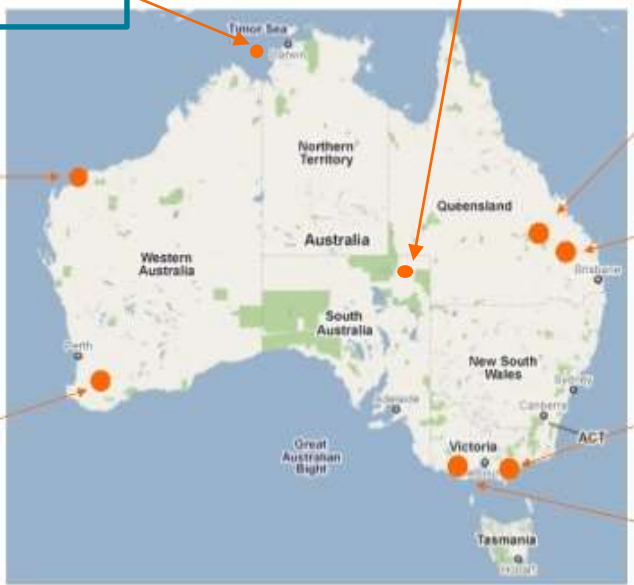 Timor Sea
Darwin
Northern
Territory
Queensland
Australia
Western
Australia
Brisbane
South
Australia
Perth
New South
Wales
Sydney
Adelaide
Canberra
ACT
Great
Australian
Bight
Victoria
Tasmania
Hobart